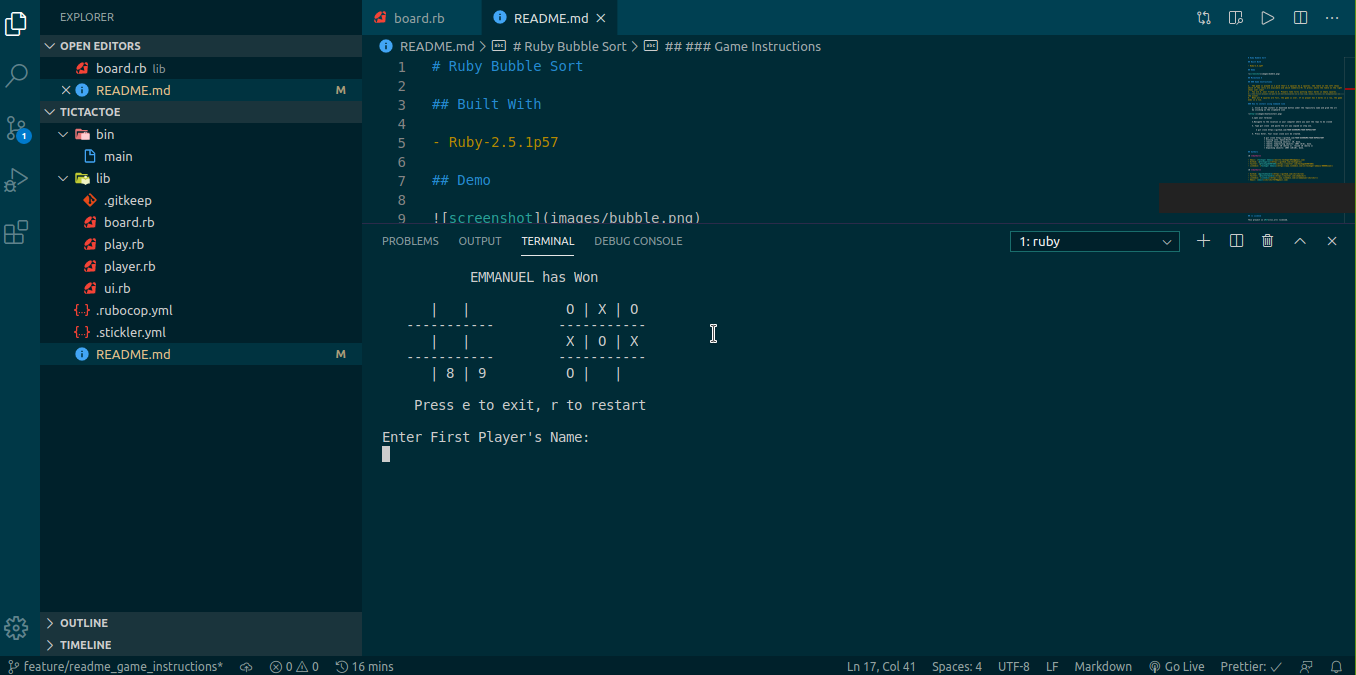 EXPLORER
OPEN EDITORS
board.rb lib
README.md M
TICTACTOE
bin
main
lib
.gitkeep
board.rb
play.rb
player.rb
ui.rb
.rubocop.yml
.stickler.yml
README.md M
OUTLINE
TIMELINE
board.rb README.md
README.md > # Ruby Bubble Sort > ## ### Game Instructions
1 # Ruby Bubble Sort
2
3 ## Built With
4
5 - Ruby-2.5.1p57
6
7 ## Demo
8
9 ![screenshot](images/bubble.png)
PROBLEMS OUTPUT TERMINAL DEBUG CONSOLE 1: ruby
EMMANUEL has Won
| | O | X | O
----------- -----------
| | X | O | X
----------- -----------
| 8 | 9 O | |
Press e to exit, r to restart
Enter First Player's Name:
feature/readme_game_instructions* 0 0 16 mins Ln 17, Col 41 Spaces: 4 UTF-8 LF Markdown Go Live Prettier: ✓
1